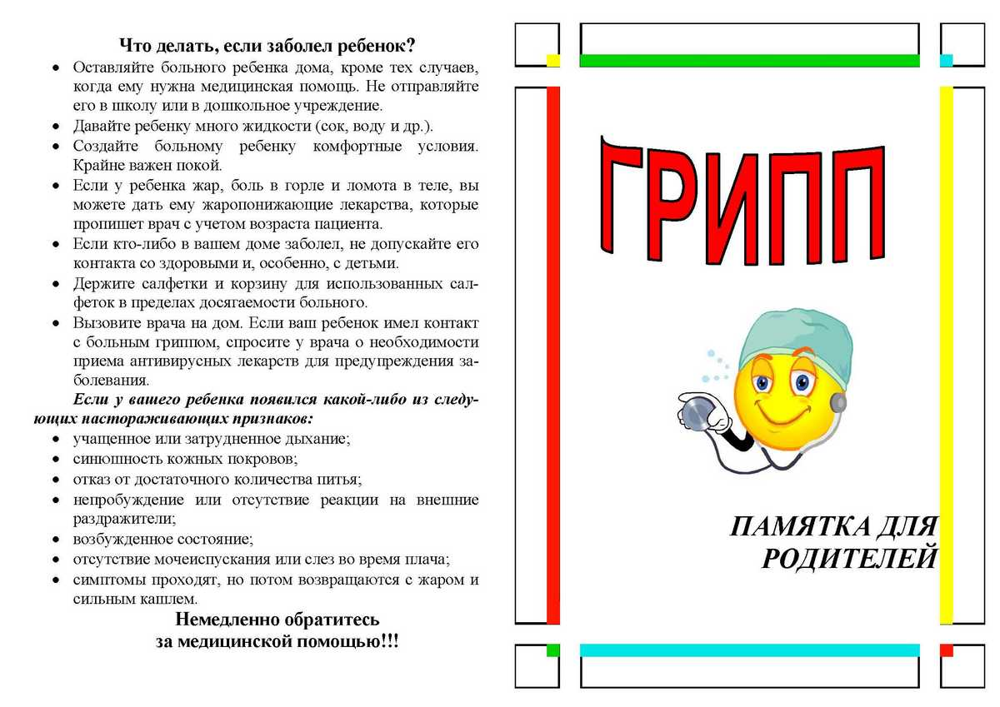 Что делать, если заболел ребенок?
• Оставляйте больного ребенка дома, кроме тех случаев,
когда ему нужна медицинская помощь. Не отправляйте
его в школу или в дошкольное учреждение.
• Давайте ребенку много жидкости (сок, воду и др.).
• Создайте больному ребенку комфортные условия.
Крайне важен покой.
• Если у ребенка жар, боль в горле и ломота в теле, вы
можете дать ему жаропонижающие лекарства, которые
пропишет врач с учетом возраста пациента.
• Если кто-либо в вашем доме заболел, не допускайте его
контакта со здоровыми и, особенно, с детьми.
• Держите салфетки и корзину для использованных сал-
феток в пределах досягаемости больного.
• Вызовите врача на дом. Если ваш ребенок имел контакт
с больным гриппом, спросите у врача о необходимости
приема антивирусных лекарств для предупреждения за-
болевания.
Если у вашего ребенка появился какой-либо из следу-
ющих настораживающих признаков:
• учащенное или затрудненное дыхание;
• синюшность кожных покровов;
• отказ от достаточного количества питья;
• непробуждение или отсутствие реакции на внешние
раздражители;
• возбужденное состояние;
• отсутствие мочеиспускания или слез во время плача;
• симптомы проходят, но потом возвращаются с жаром и
сильным кашлем.
Немедленно обратитесь
за медицинской помощью!!!
ГРИПП
ПАМЯТКА ДЛЯ
РОДИТЕЛЕЙ